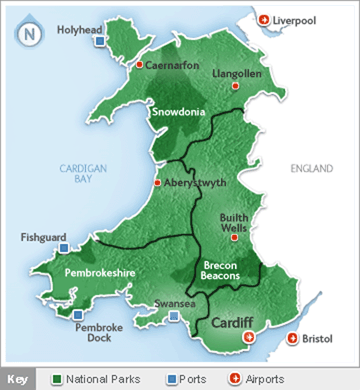 Liverpool
N
Holyhead
Caernarfon
Llangollen
Snowdonia
CARDIGAN
BAY
ENGLAND
Aberystwyth
Builth
Wells
Fishguard
Pembrokeshire
Brecon
Beacons
Swansea
Pembroke
Dock
Cardiff
Bristol
Key
National Parks
Ports
Airports